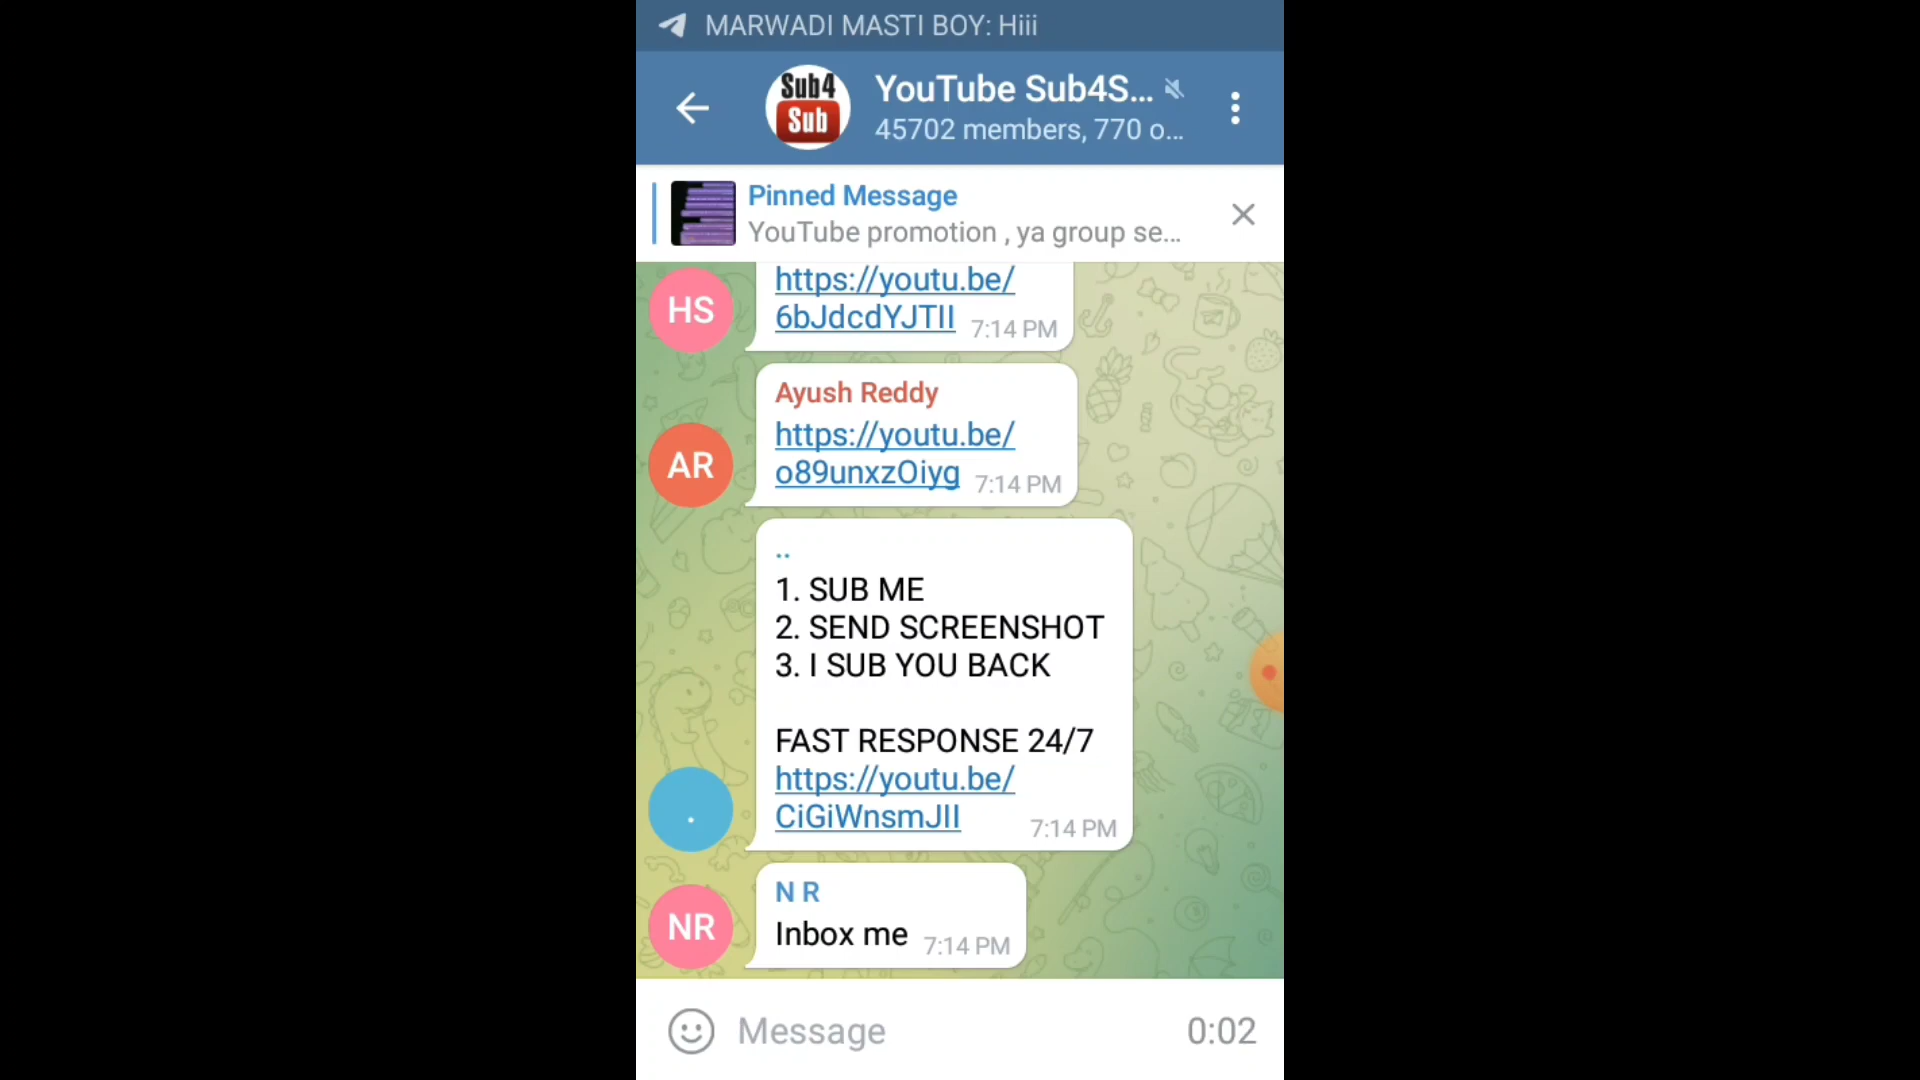 MARWADI MASTI BOY: Hiii
Sub4
Sub
YouTube Sub4S...
45702 members, 770 o...
Pinned Message
YouTube promotion , ya group se...
HS
https://youtu.be/
6bJdcdYJTII
7:14 PM
Ayush Reddy
AR
https://youtu.be/
o89unxzOiyg
7:14 PM
..
1. SUB ME
2. SEND SCREENSHOT
3. I SUB YOU BACK
FAST RESPONSE 24/7
https://youtu.be/
CiGiWnsmJII
7:14 PM
.
N R
NR
Inbox me
7:14 PM
Message
0:02